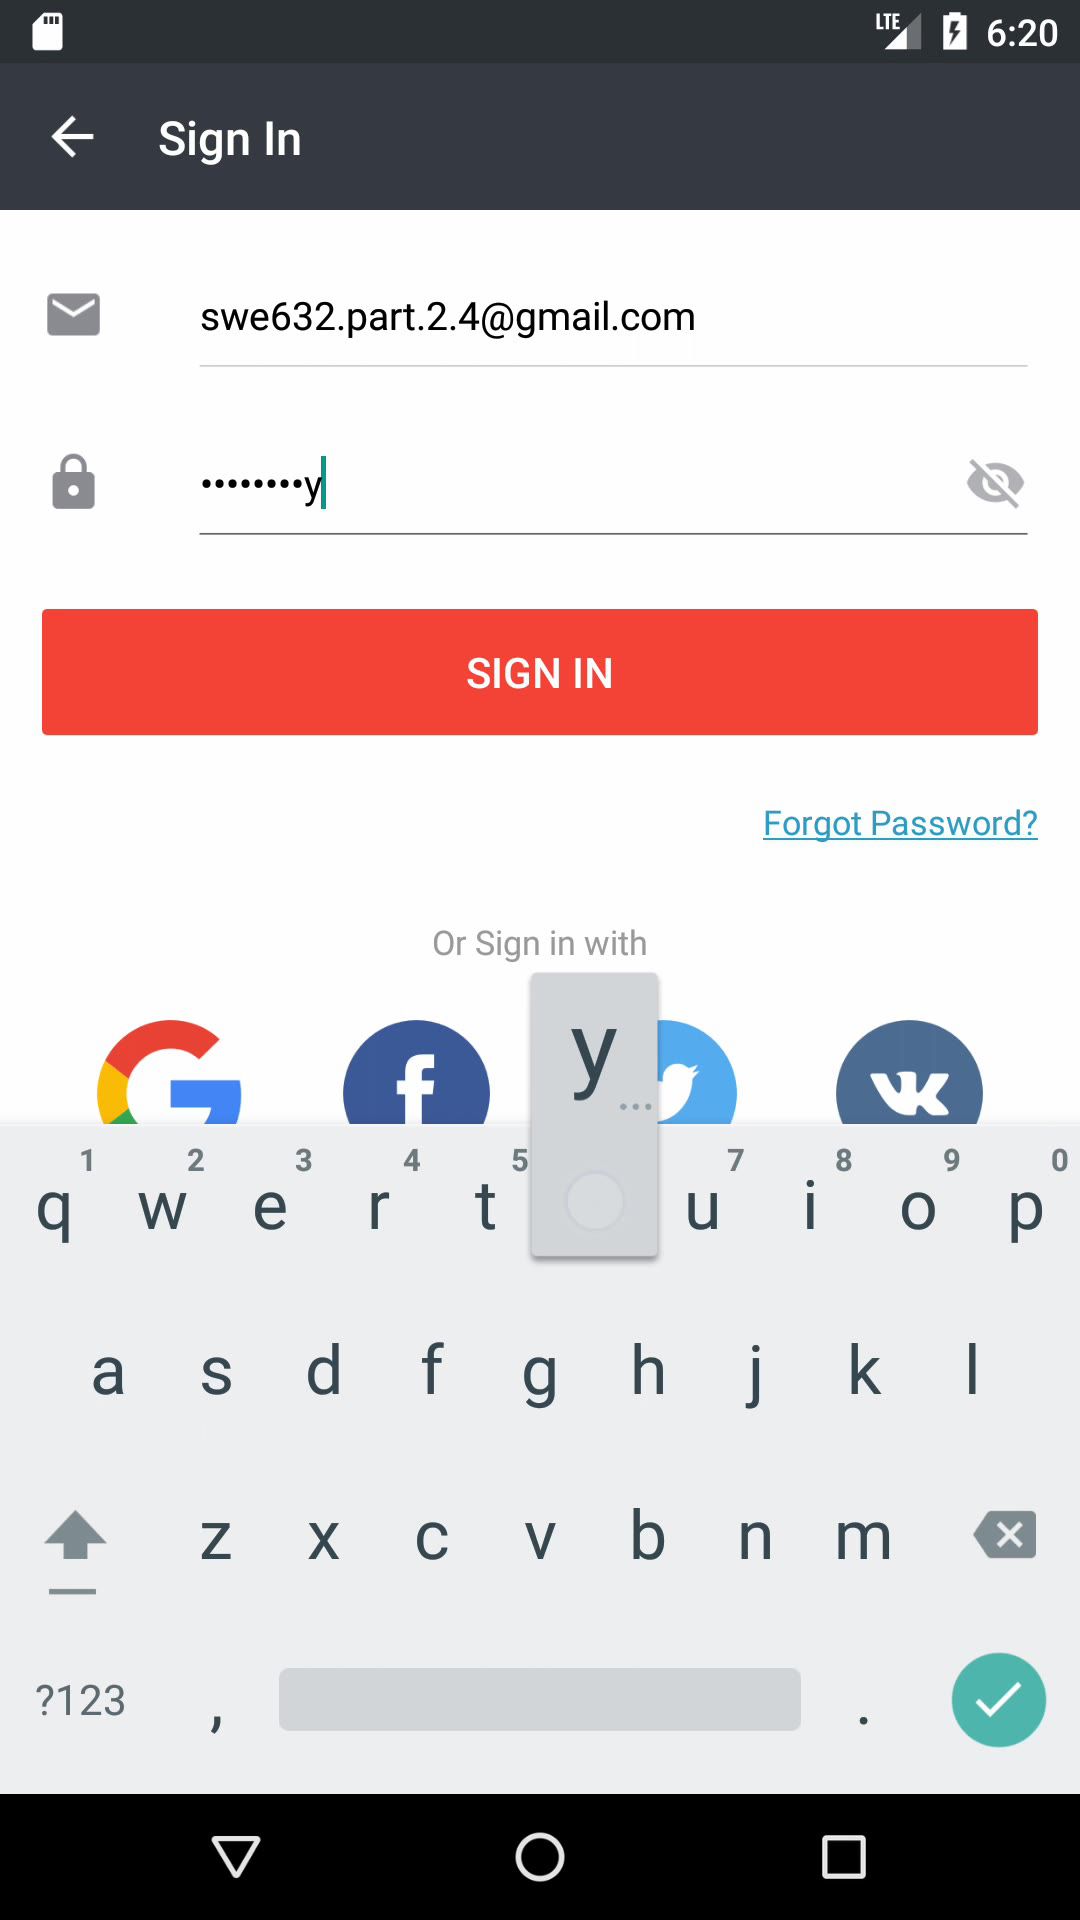 LTE 6:20
Sign In
swe632.part.2.4@gmail.com
••••••••y
SIGN IN
Forgot Password?
Or Sign in with
y
1 2 3 4 5 7 8 9 0
q w e r t u i o p
a s d f g h j k l
z x c v b n m
?123 , .